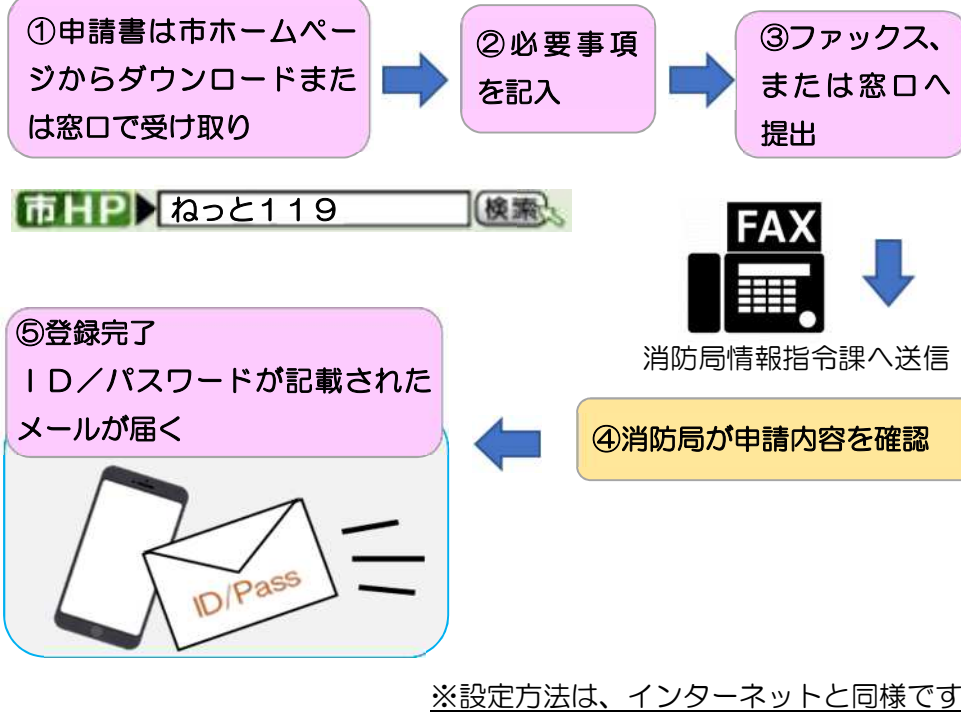 ①申請書は市ホームペー
ジからダウンロードまた
は窓口で受け取り
②必要事項
を記入
③ファックス、
または窓口へ
提出
市HP▶ねっと１１９ 検索
FAX
消防局情報指令課へ送信
④消防局が申請内容を確認
⑤登録完了
ＩＤ／パスワードが記載された
メールが届く
ID/Pass
※設定方法は、インターネットと同様です